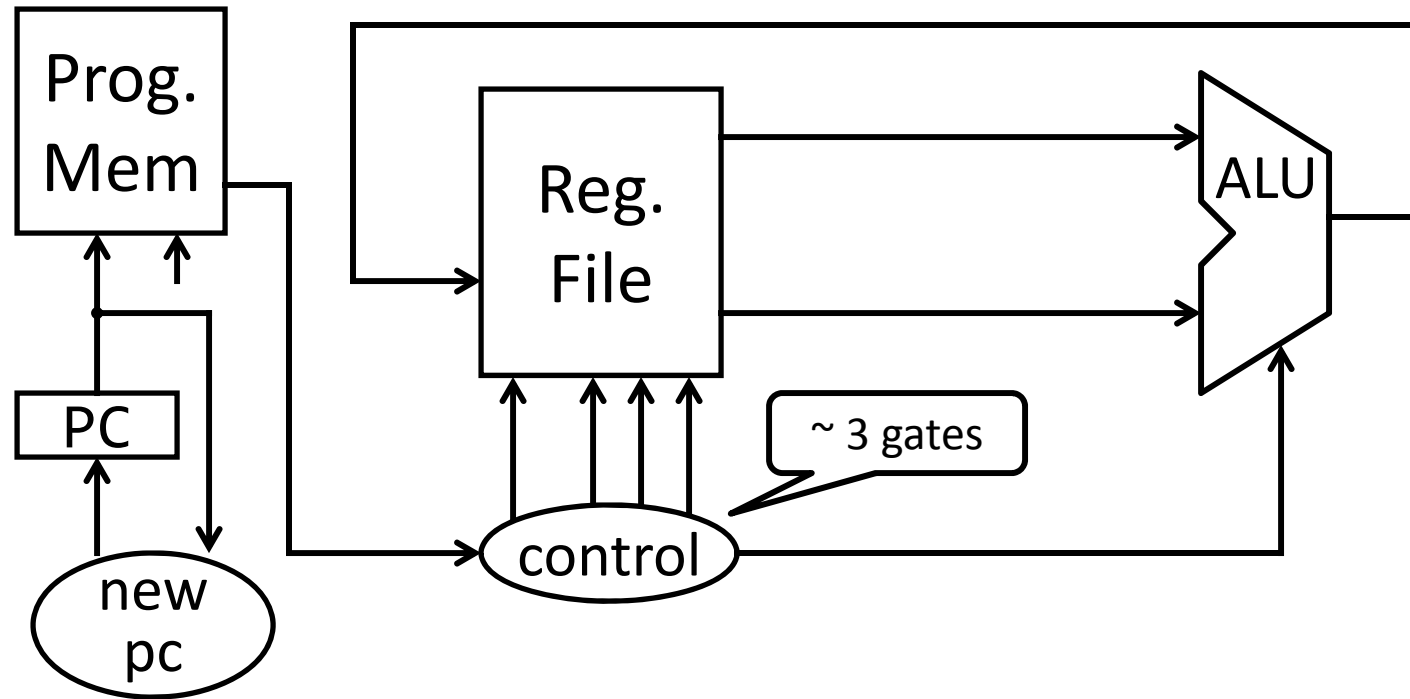 Prog.
Mem
Reg.
File
ALU
PC
~ 3 gates
control
new
pc